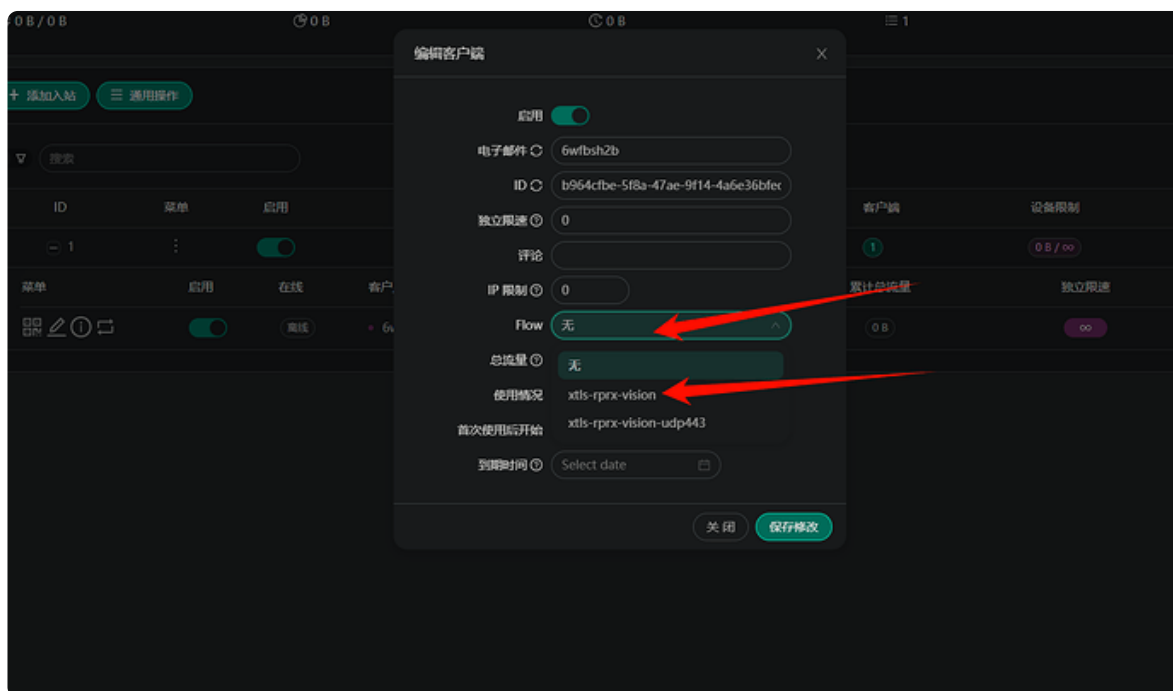 0 B / 0 B 0 B 0 B 1
编辑客户端
+ 添加入站 通用操作
启用
搜索
电子邮件 6wfbsh2b
ID b964cfbe-5f8a-47ae-9f14-4a6e36bfec
ID 菜单 启用 客户端 设备限制
独立限速 0
1 1 0 B / ∞
评论
菜单 启用 在线 客户 IP 限制 0 累计总流量 独立限速
离线 6w Flow 无 0 B ∞
总流量 无
使用情况 xtls-rprx-vision
首次使用后开始 xtls-rprx-vision-udp443
到期时间 Select date
关 闭 保存修改